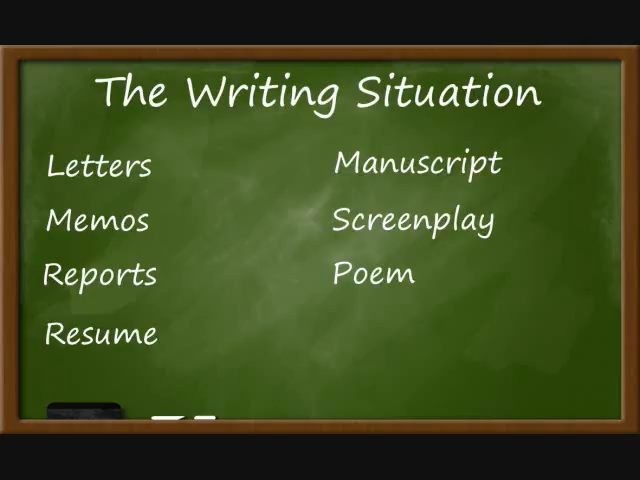 The Writing Situation
Letters
Memos
Reports
Resume
Manuscript
Screenplay
Poem